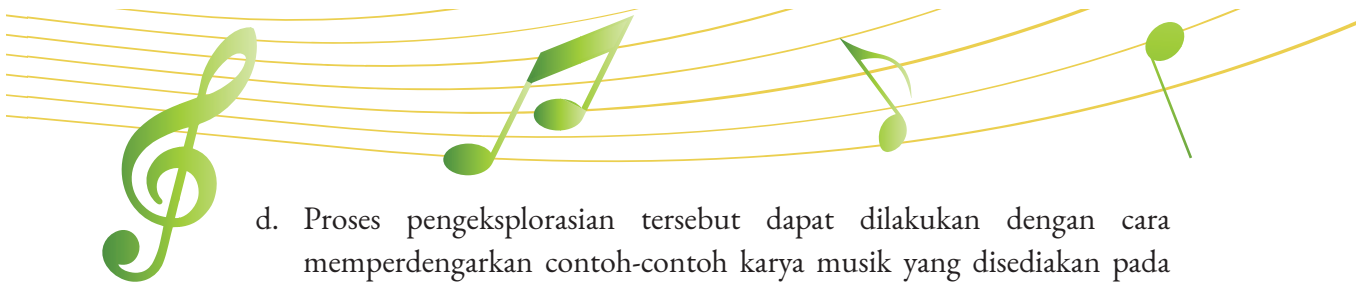 d. Proses pengeksplorasian tersebut dapat dilakukan dengan cara
memperdengarkan contoh-contoh karya musik yang disediakan pada